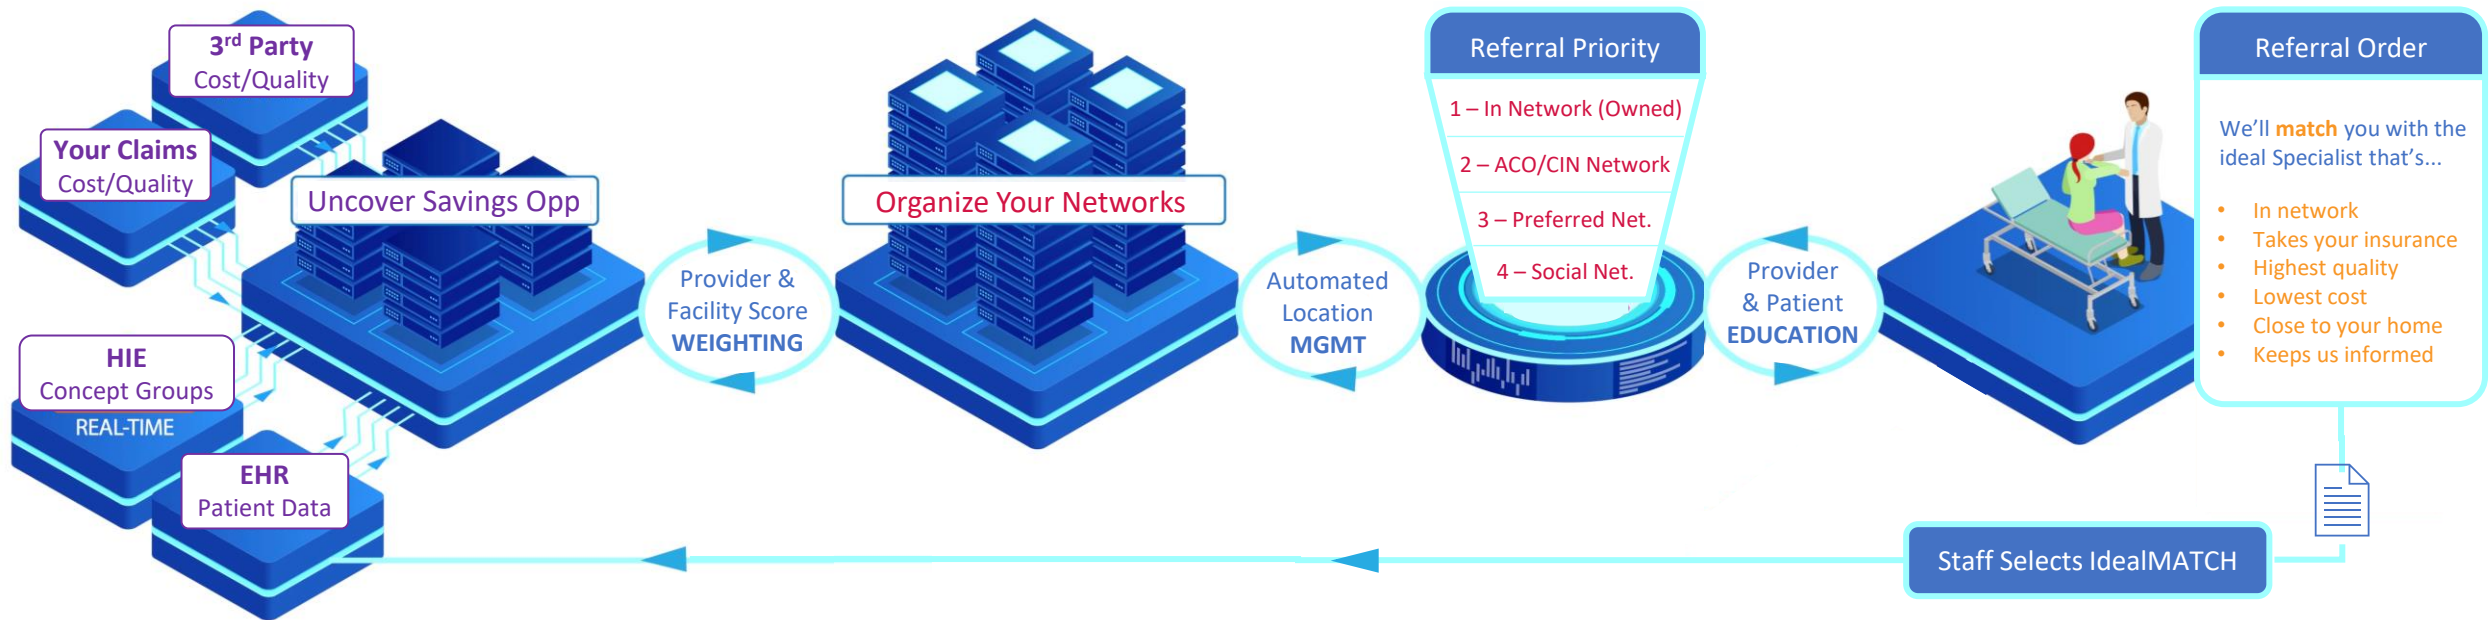 3rd Party
Cost/Quality
Your Claims
Cost/Quality
HIE
Concept Groups
REAL-TIME
EHR
Patient Data
Uncover Savings Opp
Provider &
Facility Score
WEIGHTING
Organize Your Networks
Automated
Location
MGMT
Referral Priority
1 – In Network (Owned)
2 – ACO/CIN Network
3 – Preferred Net.
4 – Social Net.
Provider
& Patient
EDUCATION
Referral Order
We’ll match you with the
ideal Specialist that’s...
• In network
• Takes your insurance
• Highest quality
• Lowest cost
• Close to your home
• Keeps us informed
Staff Selects IdealMATCH